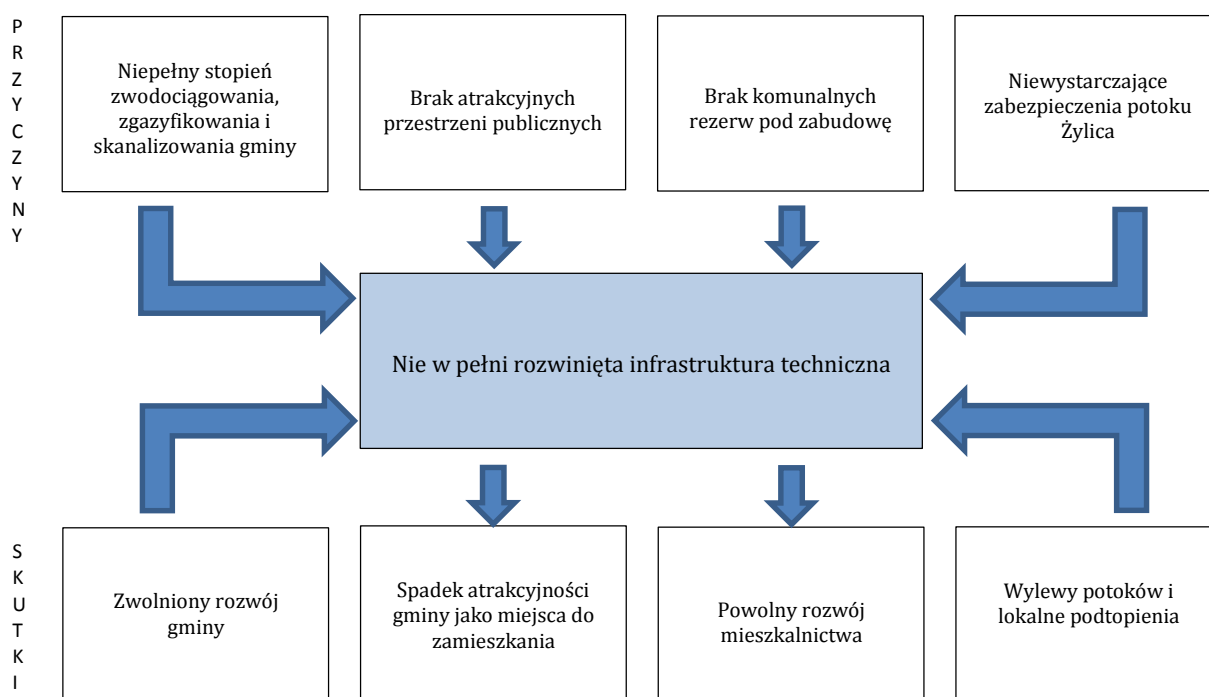 PRZYCZYNY
Niepełny stopień
zwodociągowania,
zgazyfikowania i
skanalizowania gminy
Brak atrakcyjnych
przestrzeni publicznych
Brak komunalnych
rezerw pod zabudowę
Niewystarczające
zabezpieczenia potoku
Żylica
Nie w pełni rozwinięta infrastruktura techniczna
SKUTKI
Zwolniony rozwój
gminy
Spadek atrakcyjności
gminy jako miejsca do
zamieszkania
Powolny rozwój
mieszkalnictwa
Wylewy potoków i
lokalne podtopienia